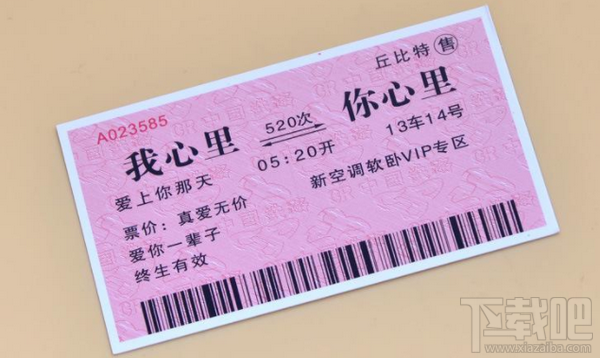 A023585
丘比特 售
我心里 520次 你心里
05:20开 13车14号
爱上你那天 新空调软卧VIP专区
票价：真爱无价
爱你一辈子
终生有效
下载吧
www.xiazaiba.com